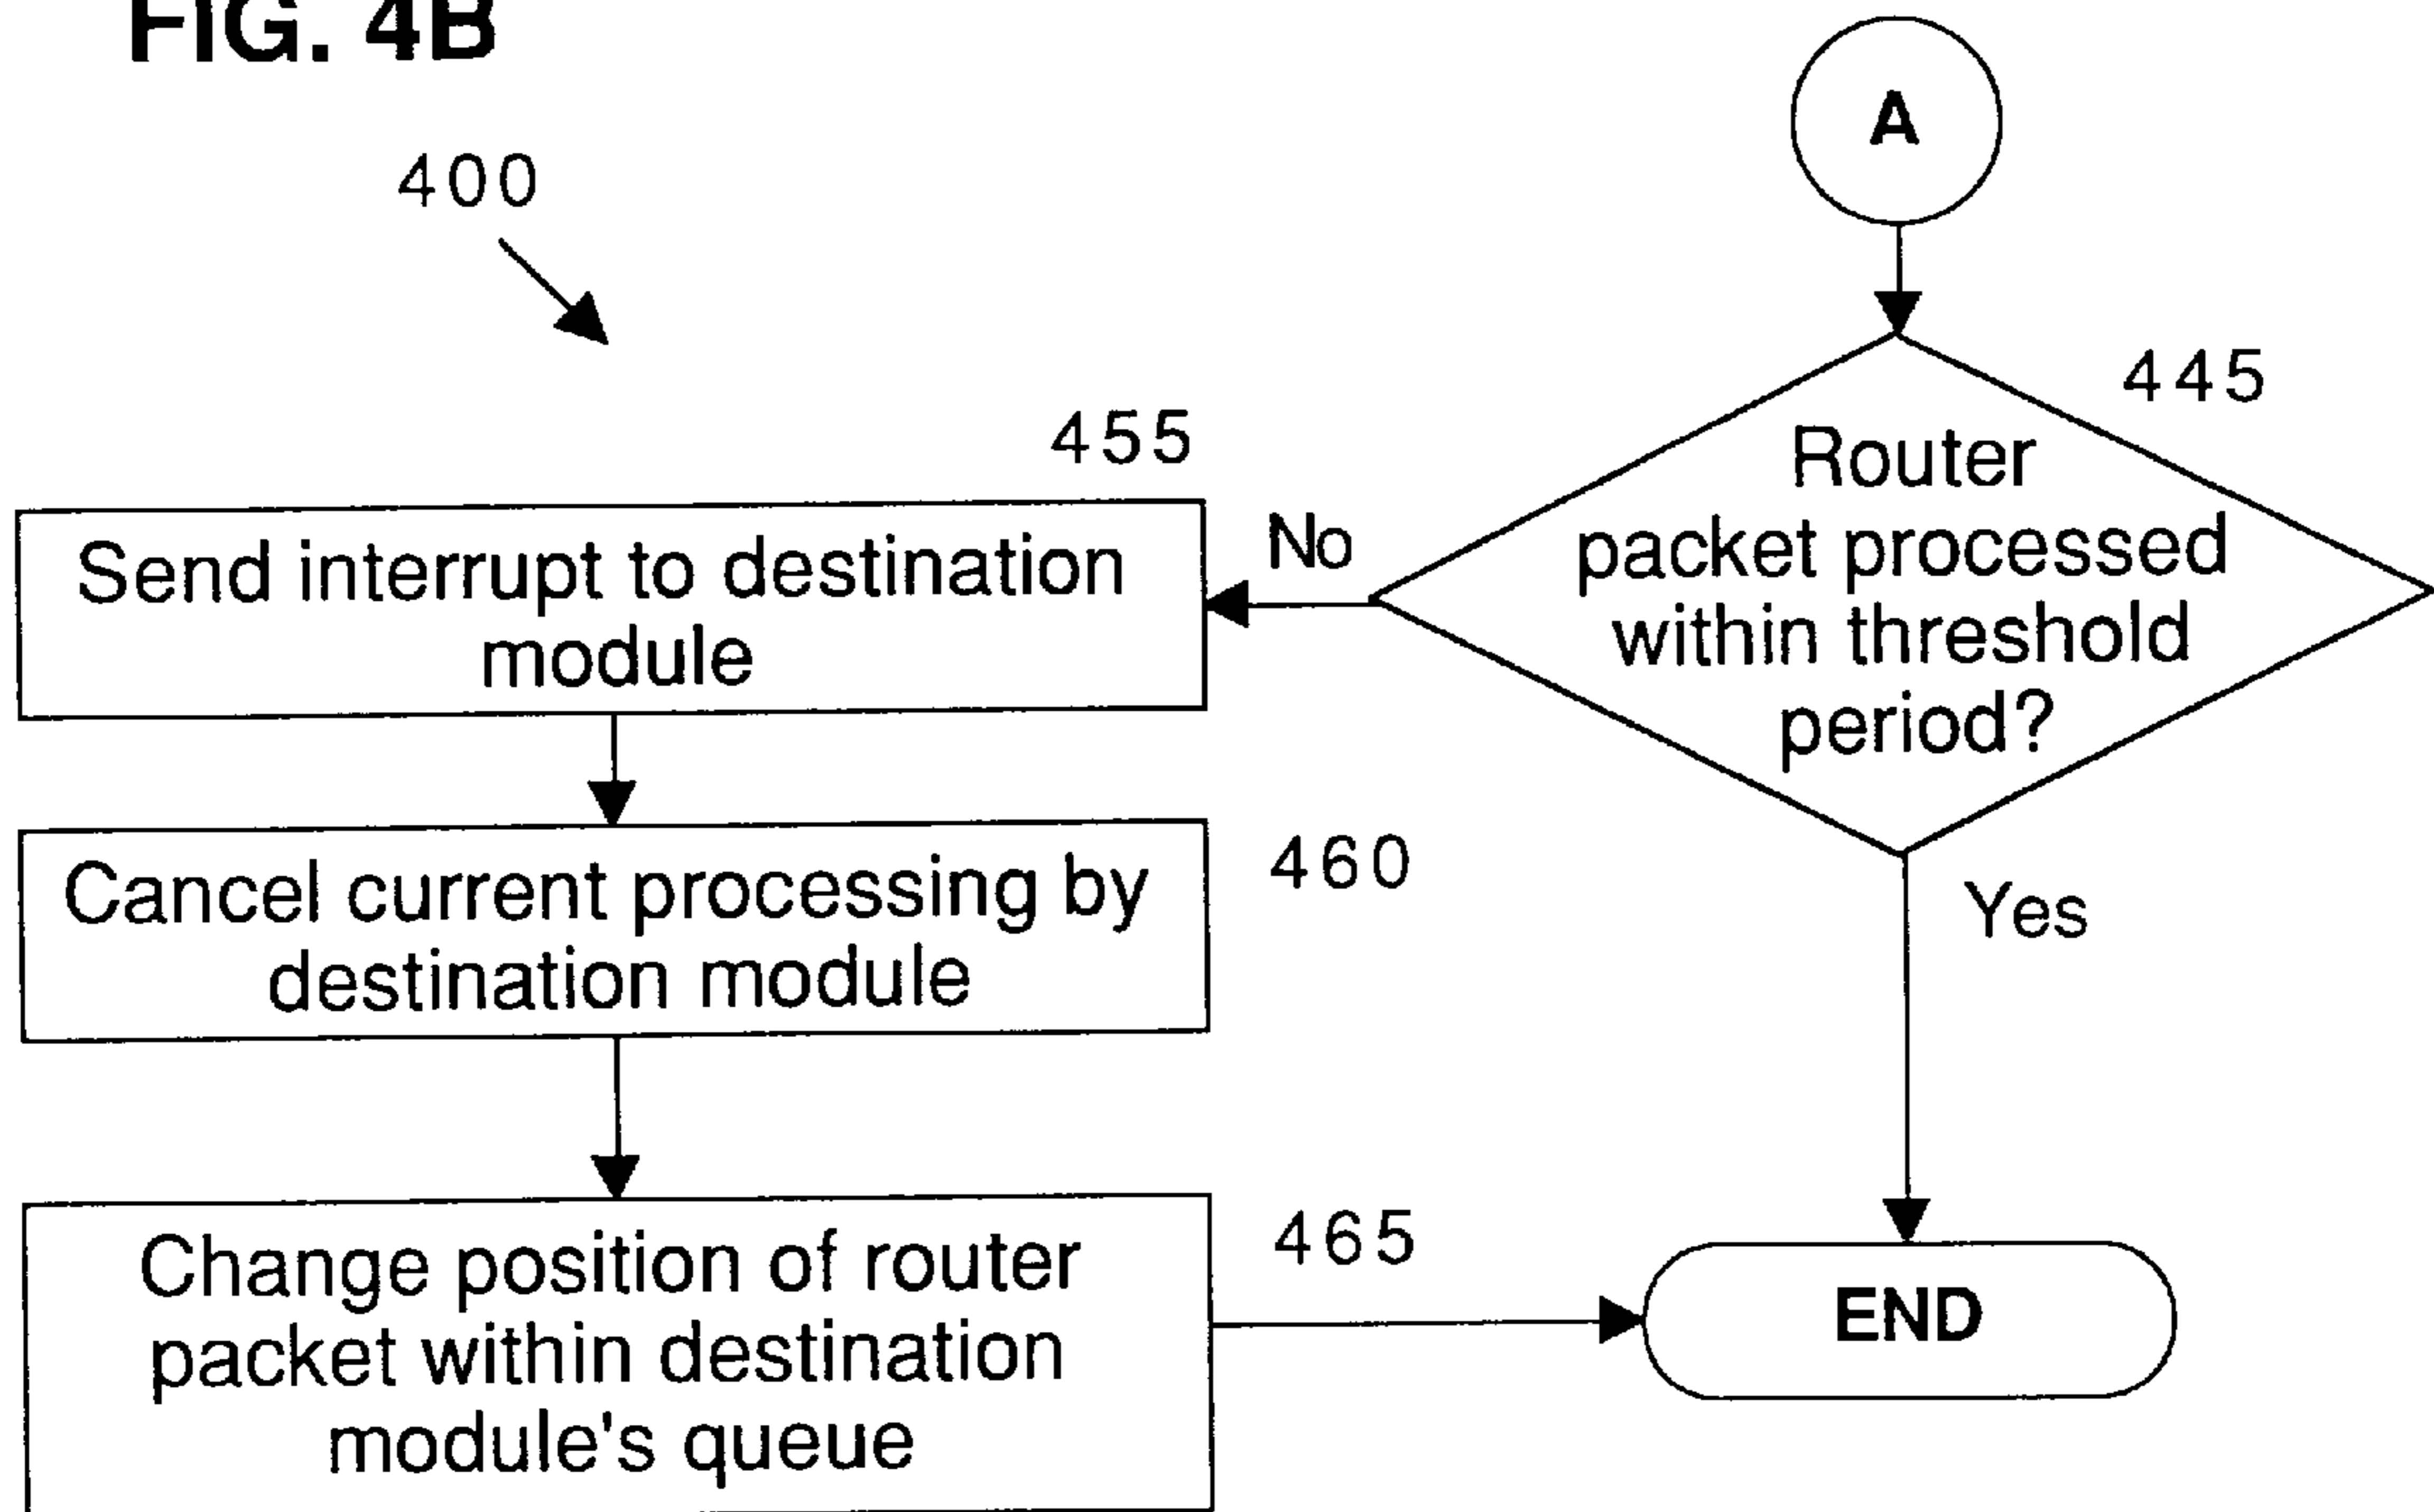 FIG. 4B
A
400
445
455
Router
packet processed
within threshold
period?
No
Send interrupt to destination
module
460
Cancel current processing by
destination module
Yes
465
Change position of router
packet within destination
module's queue
END